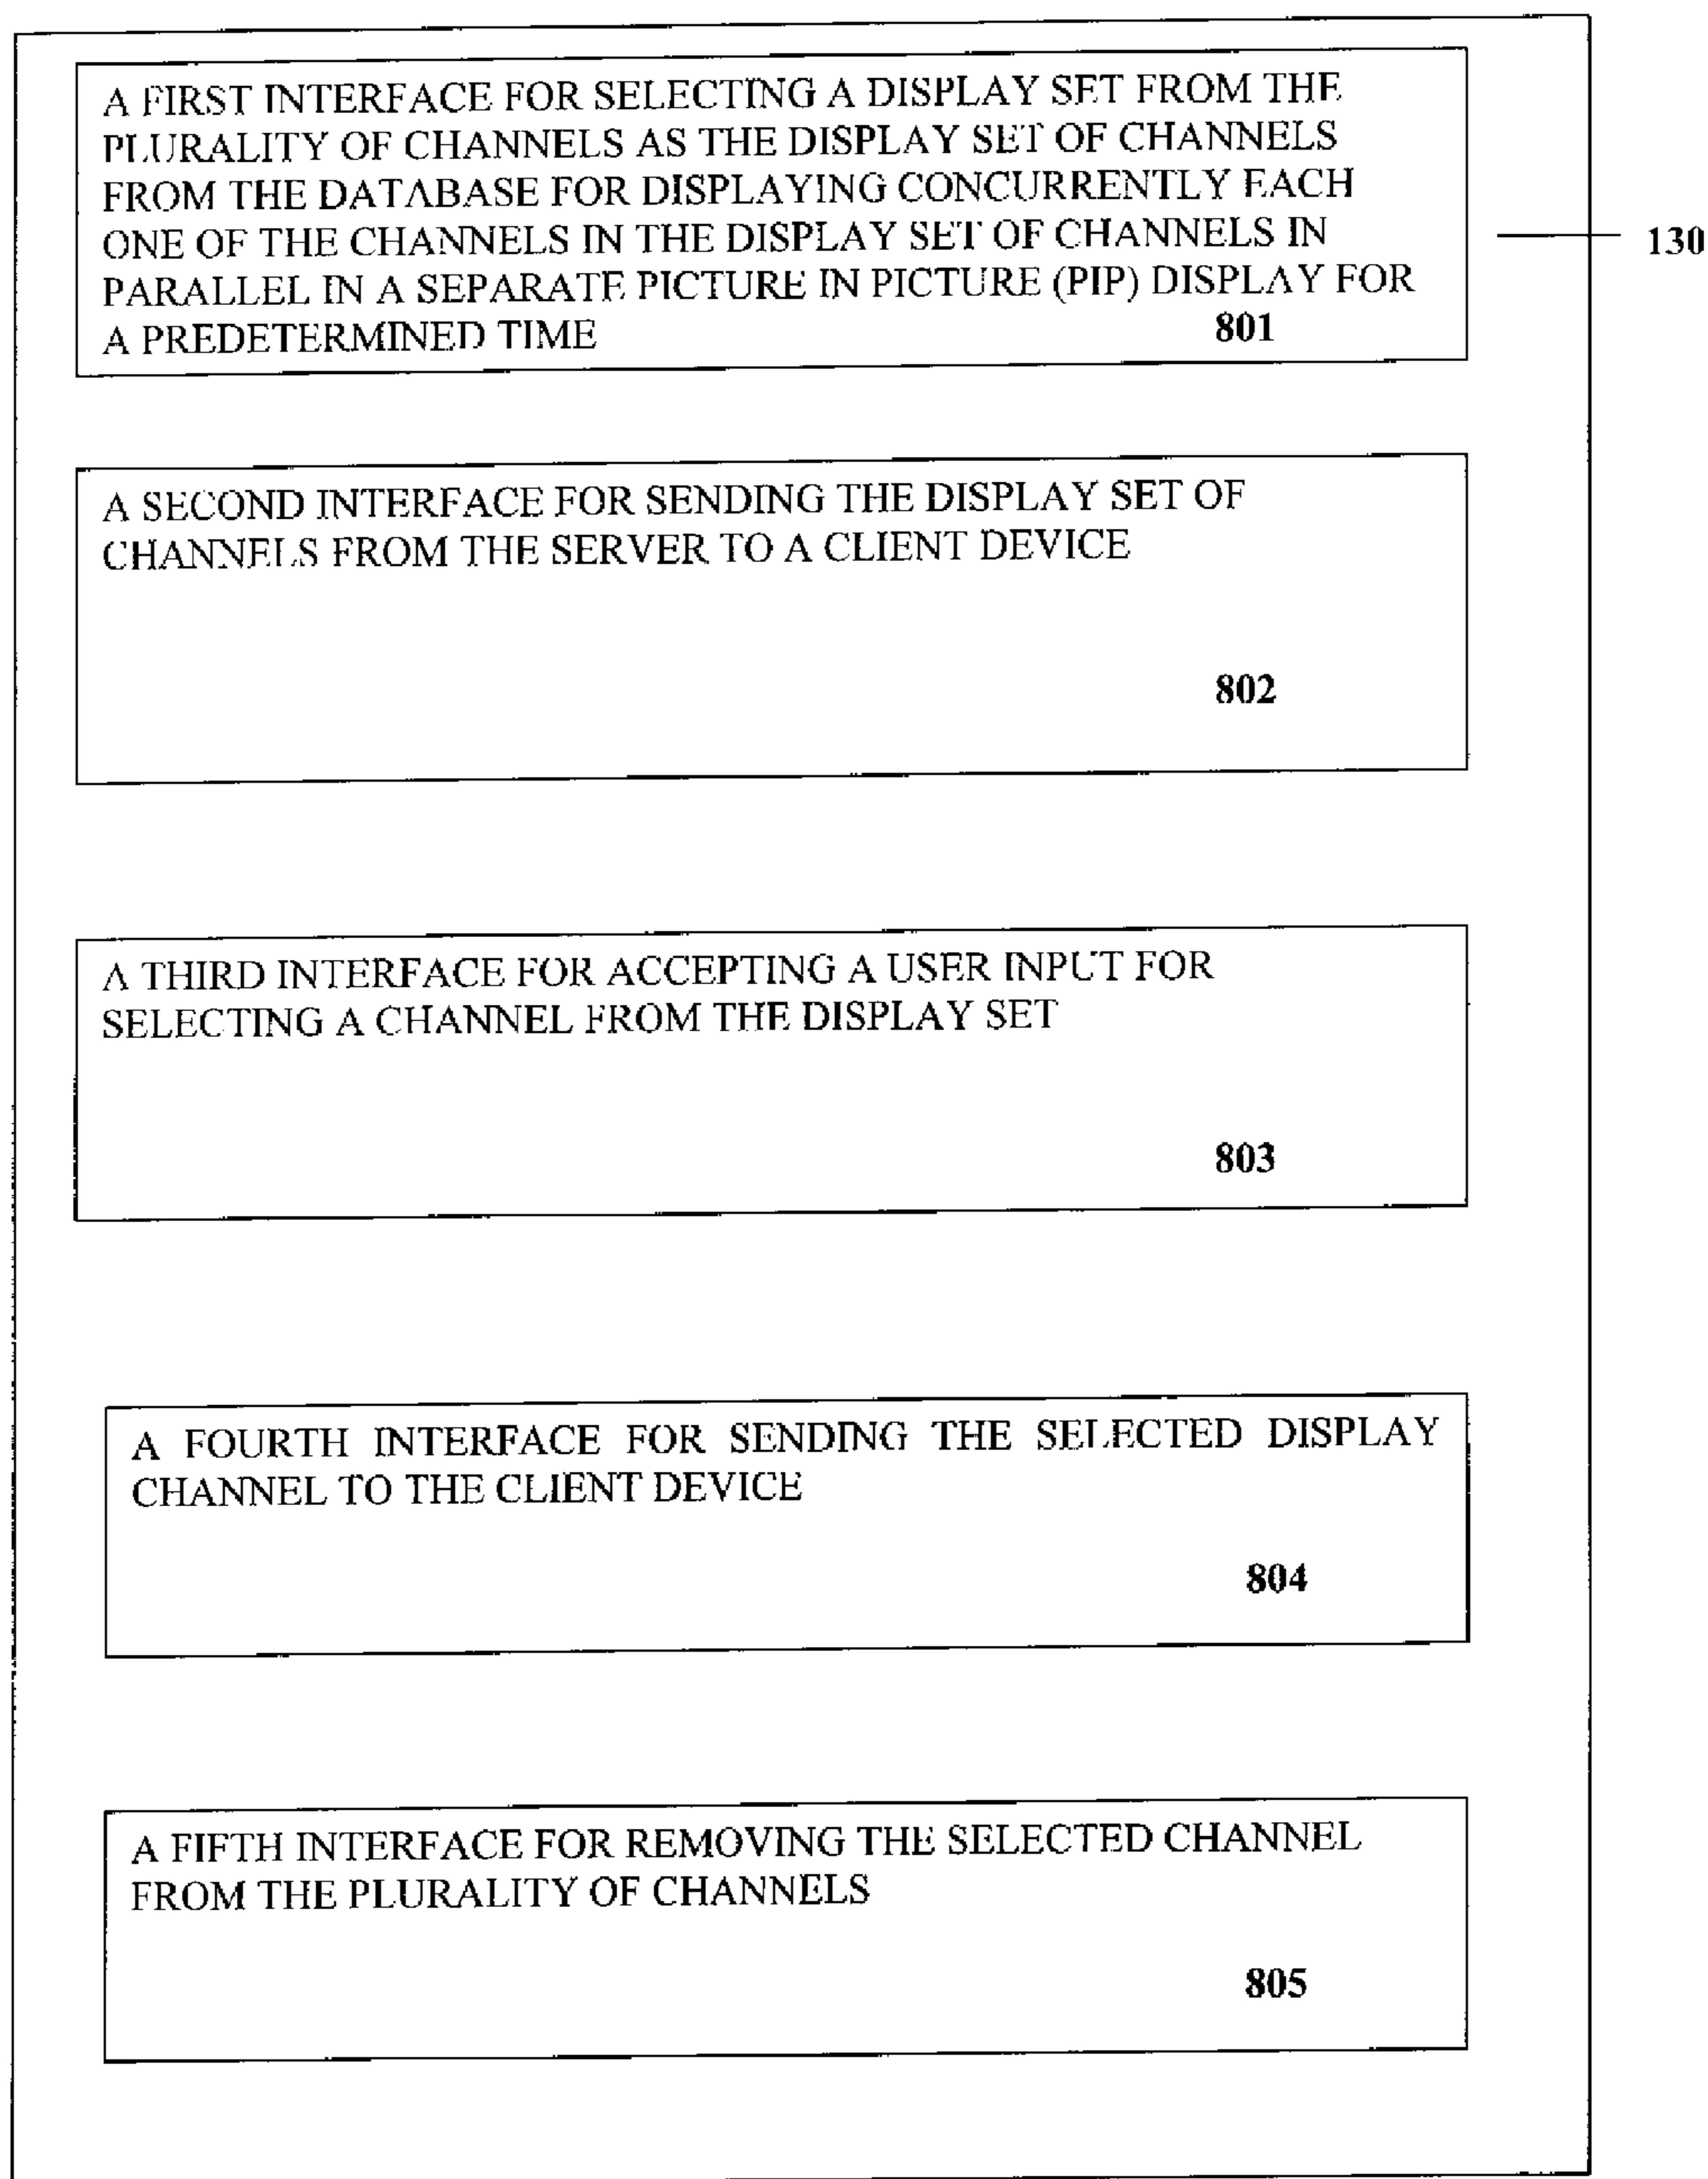 A FIRST INTERFACE FOR SELECTING A DISPLAY SET FROM THE
PLURALITY OF CHANNELS AS THE DISPLAY SET OF CHANNELS
FROM THE DATABASE FOR DISPLAYING CONCURRENTLY EACH
ONE OF THE CHANNELS IN THE DISPLAY SET OF CHANNELS IN
PARALLEL IN A SEPARATE PICTURE IN PICTURE (PIP) DISPLAY FOR
A PREDETERMINED TIME 801
130
A SECOND INTERFACE FOR SENDING THE DISPLAY SET OF
CHANNELS FROM THE SERVER TO A CLIENT DEVICE
802
A THIRD INTERFACE FOR ACCEPTING A USER INPUT FOR
SELECTING A CHANNEL FROM THE DISPLAY SET
803
A FOURTH INTERFACE FOR SENDING THE SELECTED DISPLAY
CHANNEL TO THE CLIENT DEVICE
804
A FIFTH INTERFACE FOR REMOVING THE SELECTED CHANNEL
FROM THE PLURALITY OF CHANNELS
805